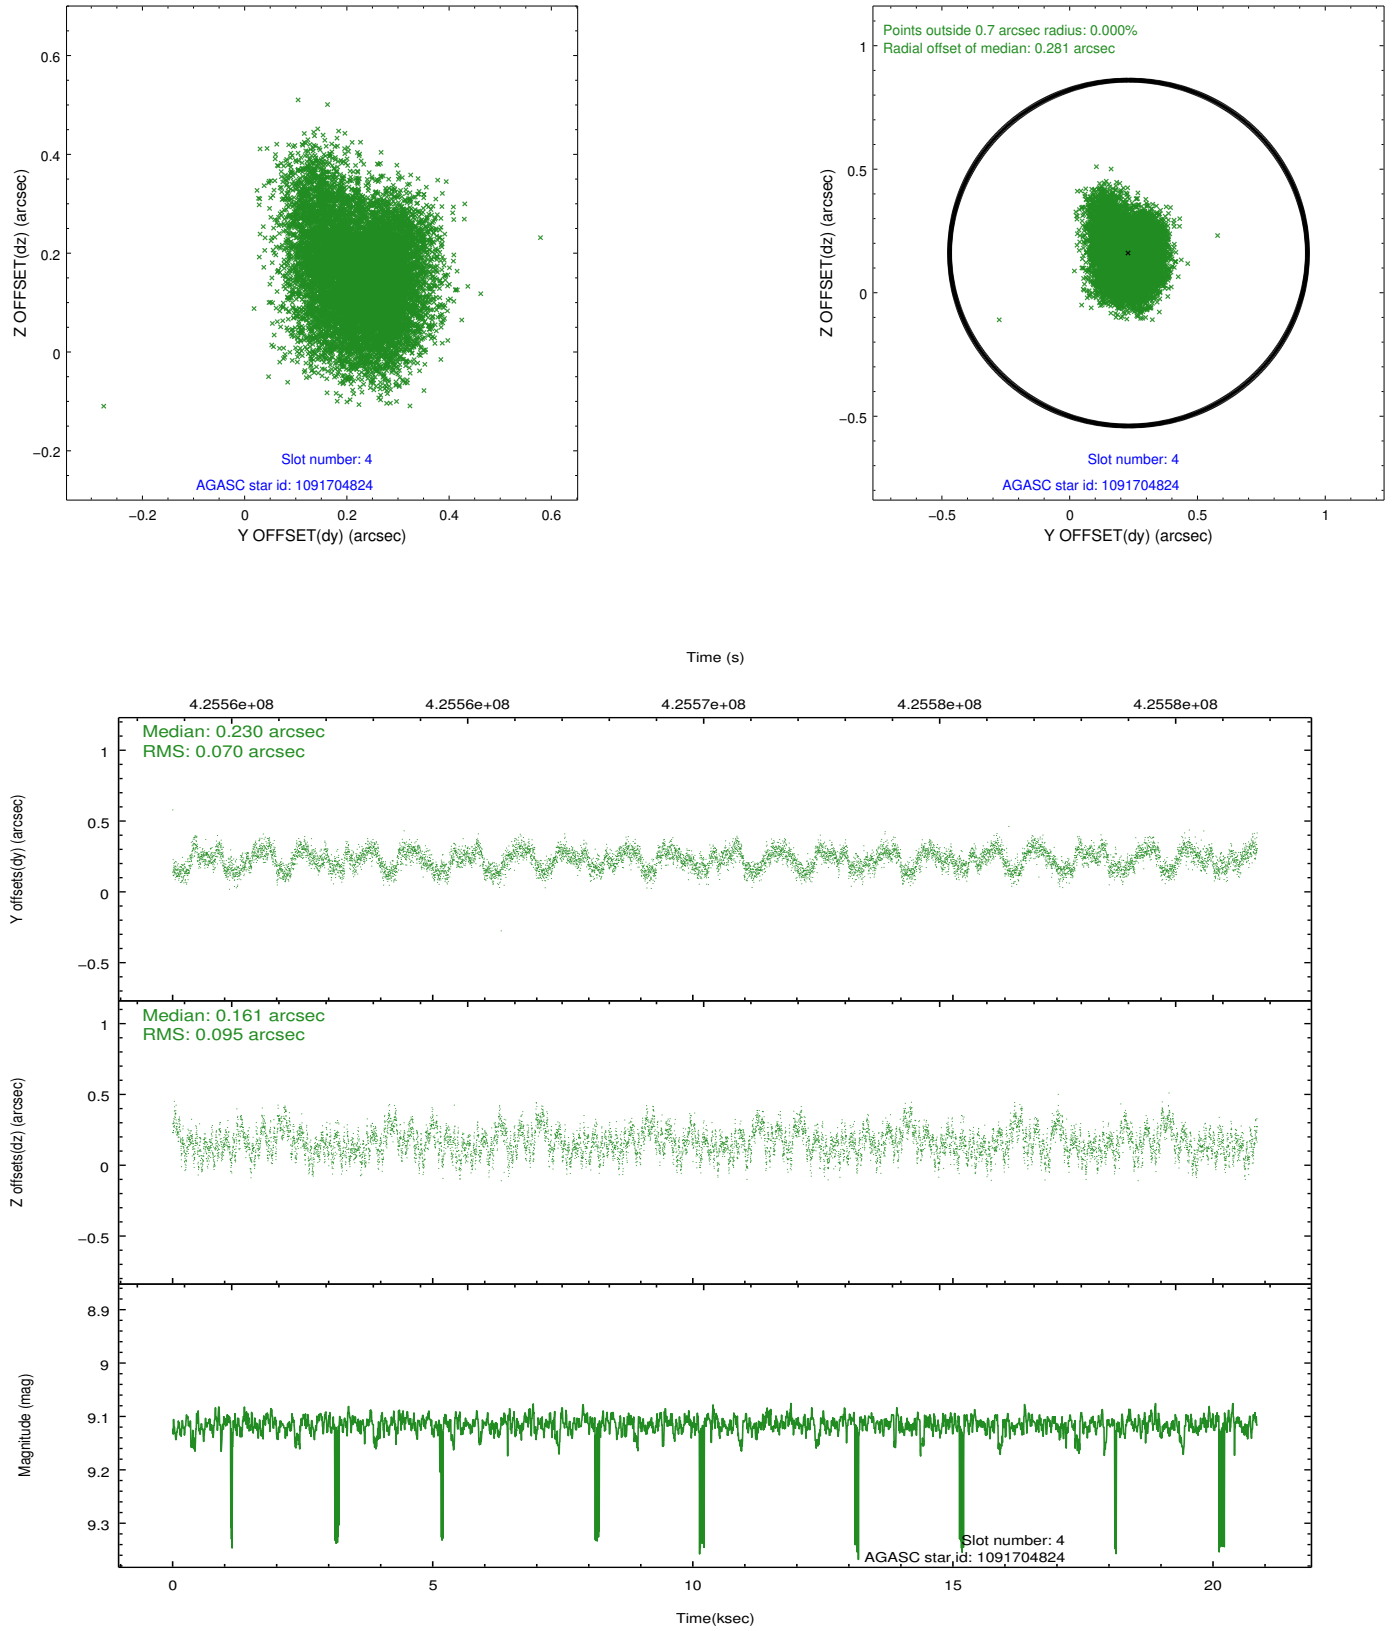 0.6
0.4
0.2
0
−0.2
Z OFFSET(dz) (arcsec)
Slot number: 4
AGASC star id: 1091704824
−0.2 0 0.2 0.4 0.6
Y OFFSET(dy) (arcsec)
Points outside 0.7 arcsec radius: 0.000%
Radial offset of median: 0.281 arcsec
1
0.5
0
−0.5
Z OFFSET(dz) (arcsec)
Slot number: 4
AGASC star id: 1091704824
−0.5 0 0.5 1
Y OFFSET(dy) (arcsec)
Time (s)
4.2556e+08 4.2556e+08 4.2557e+08 4.2558e+08 4.2558e+08
Median: 0.230 arcsec
RMS: 0.070 arcsec
1
0.5
0
−0.5
Y offsets(dy) (arcsec)
Median: 0.161 arcsec
RMS: 0.095 arcsec
1
0.5
0
−0.5
Z offsets(dz) (arcsec)
8.9
9
9.1
9.2
9.3
Magnitude (mag)
Slot number: 4
AGASC star id: 1091704824
0 5 10 15 20
Time(ksec)